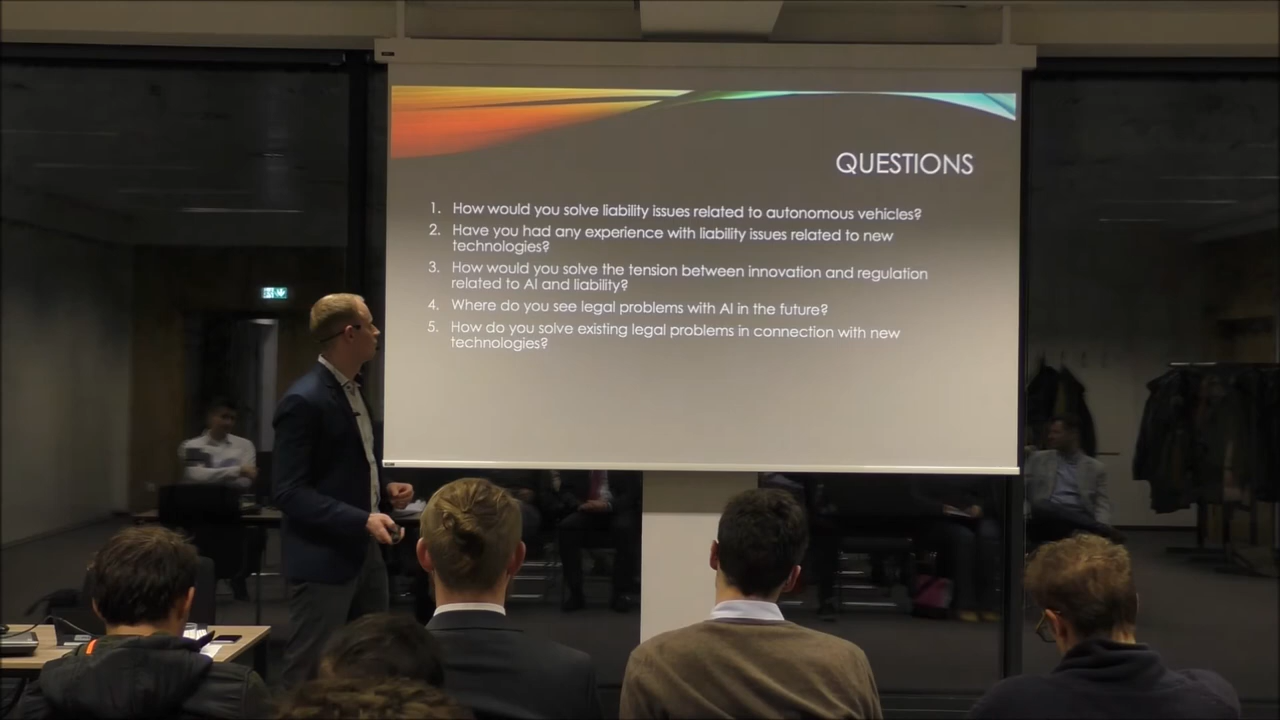 QUESTIONS
1. How would you solve liability issues related to autonomous vehicles?
2. Have you had any experience with liability issues related to new
technologies?
3. How would you solve the tension between innovation and regulation
related to AI and liability?
4. Where do you see legal problems with AI in the future?
5. How do you solve existing legal problems in connection with new
technologies?